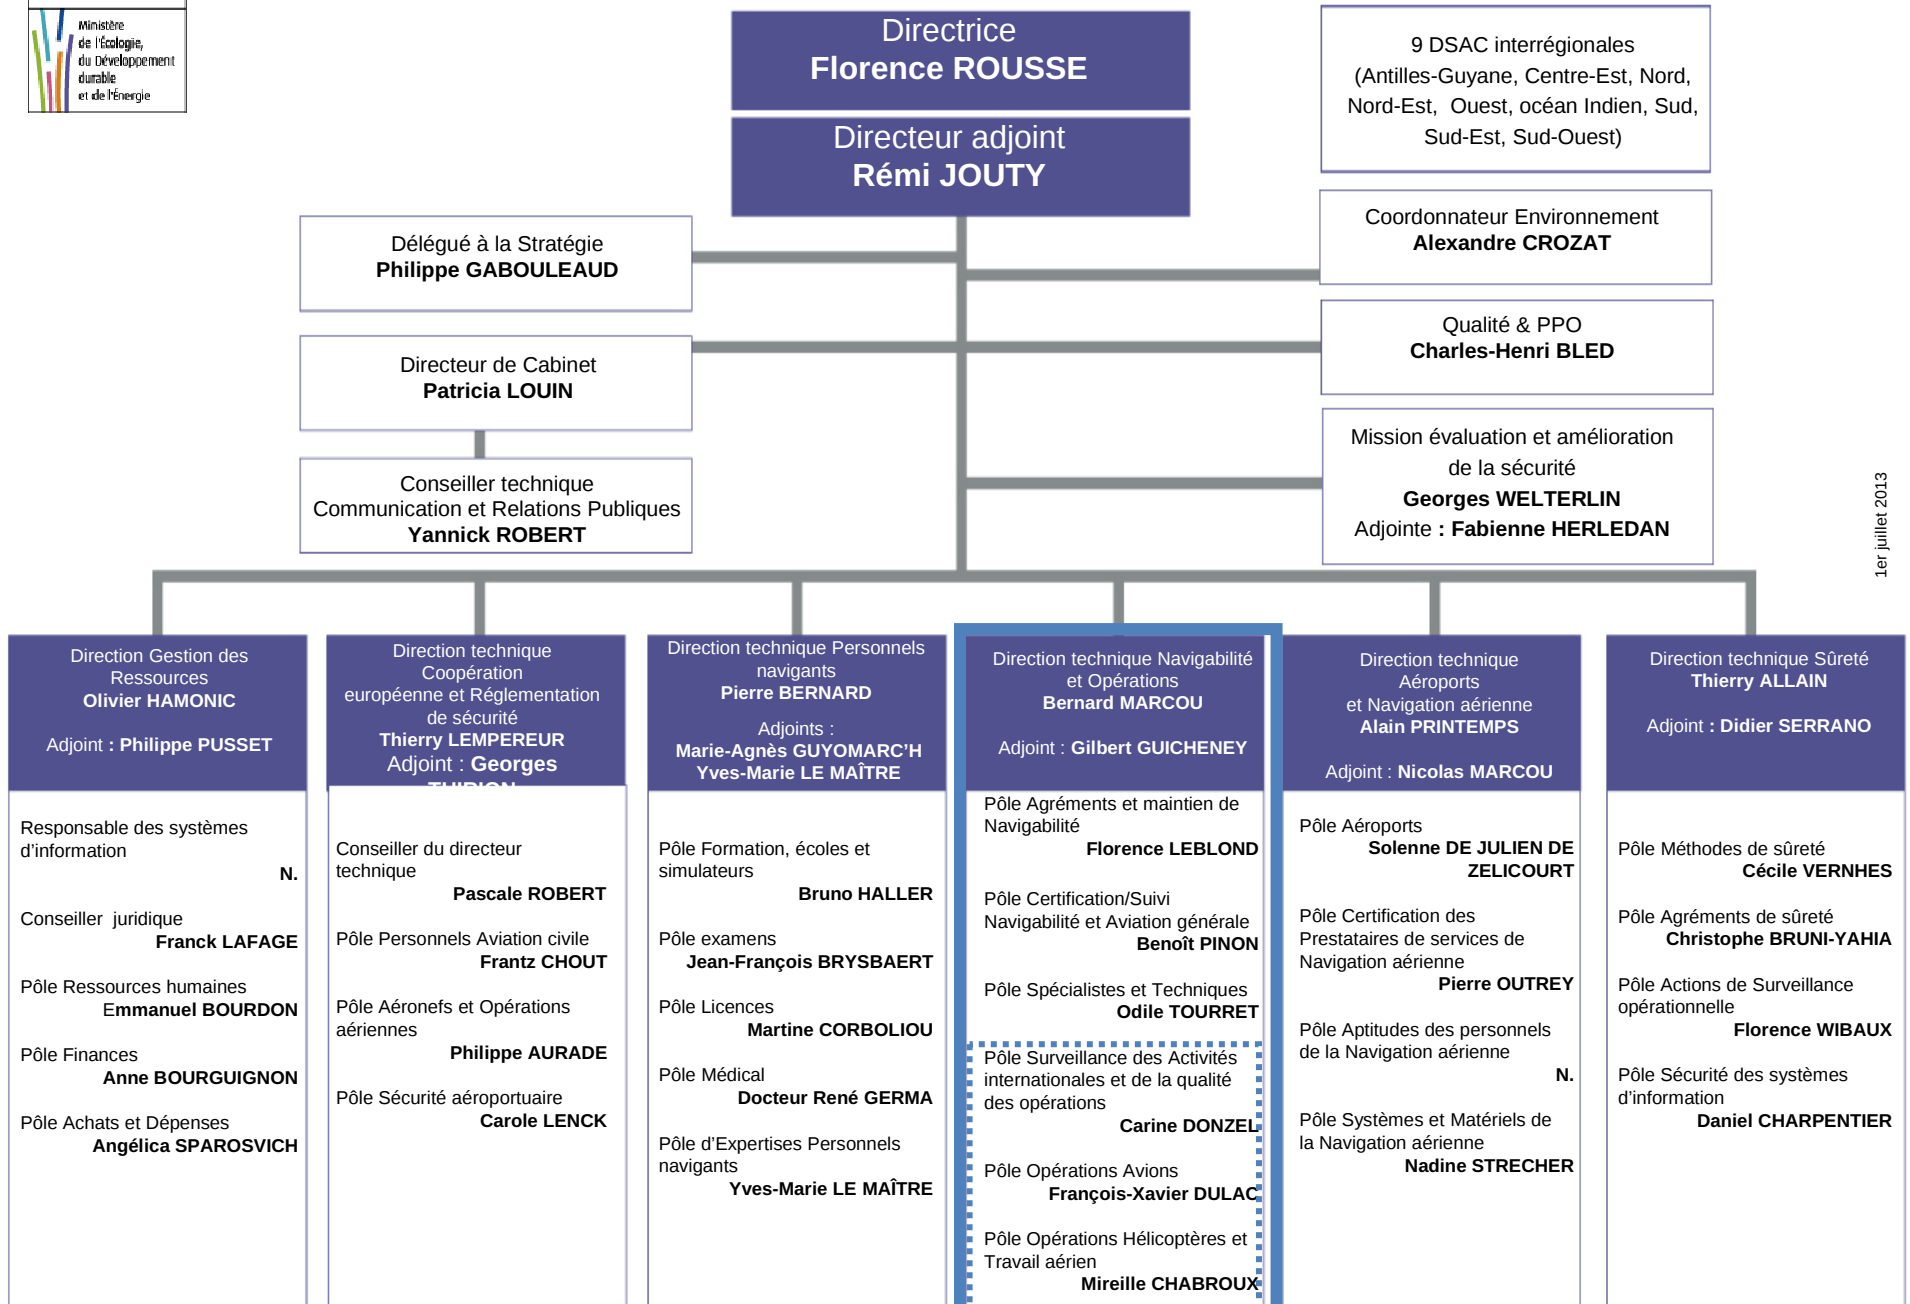 Ministère
de l'Écologie,
du Développement
durable
et de l'Énergie
Directrice
Florence ROUSSE
Directeur adjoint
Rémi JOUTY
9 DSAC interrégionales
(Antilles-Guyane, Centre-Est, Nord,
Nord-Est, Ouest, océan Indien, Sud,
Sud-Est, Sud-Ouest)
Délégué à la Stratégie
Philippe GABOULEAUD
Coordonnateur Environnement
Alexandre CROZAT
Directeur de Cabinet
Patricia LOUIN
Qualité & PPO
Charles-Henri BLED
Conseiller technique
Communication et Relations Publiques
Yannick ROBERT
Mission évaluation et amélioration
de la sécurité
Georges WELTERLIN
Adjointe : Fabienne HERLEDAN
1er juillet 2013
Direction Gestion des
Ressources
Olivier HAMONIC
Adjoint : Philippe PUSSET
Responsable des systèmes
d'information
N.
Conseiller juridique
Franck LAFAGE
Pôle Ressources humaines
Emmanuel BOURDON
Pôle Finances
Anne BOURGUIGNON
Pôle Achats et Dépenses
Angélica SPAROSVICH
Direction technique
Coopération
européenne et Réglementation
de sécurité
Thierry LEMPEREUR
Adjoint : Georges
THIRION
Conseiller du directeur
technique
Pascale ROBERT
Pôle Personnels Aviation civile
Frantz CHOUT
Pôle Aéronefs et Opérations
aériennes
Philippe AURADE
Pôle Sécurité aéroportuaire
Carole LENCK
Direction technique Personnels
navigants
Pierre BERNARD
Adjoints :
Marie-Agnès GUYOMARC’H
Yves-Marie LE MAÎTRE
Pôle Formation, écoles et
simulateurs
Bruno HALLER
Pôle examens
Jean-François BRYSBAERT
Pôle Licences
Martine CORBOLIOU
Pôle Médical
Docteur René GERMA
Pôle d’Expertises Personnels
navigants
Yves-Marie LE MAÎTRE
Direction technique Navigabilité
et Opérations
Bernard MARCOU
Adjoint : Gilbert GUICHENEY
Pôle Agréments et maintien de
Navigabilité
Florence LEBLOND
Pôle Certification/Suivi
Navigabilité et Aviation générale
Benoît PINON
Pôle Spécialistes et Techniques
Odile TOURRET
Pôle Surveillance des Activités
internationales et de la qualité
des opérations
Carine DONZEL
Pôle Opérations Avions
François-Xavier DULAC
Pôle Opérations Hélicoptères et
Travail aérien
Mireille CHABROUX
Direction technique
Aéroports
et Navigation aérienne
Alain PRINTEMPS
Adjoint : Nicolas MARCOU
Pôle Aéroports
Solenne DE JULIEN DE
ZELICOURT
Pôle Certification des
Prestataires de services de
Navigation aérienne
Pierre OUTREY
Pôle Aptitudes des personnels
de la Navigation aérienne
N.
Pôle Systèmes et Matériels de
la Navigation aérienne
Nadine STRECHER
Direction technique Sûreté
Thierry ALLAIN
Adjoint : Didier SERRANO
Pôle Méthodes de sûreté
Cécile VERNHES
Pôle Agréments de sûreté
Christophe BRUNI-YAHIA
Pôle Actions de Surveillance
opérationnelle
Florence WIBAUX
Pôle Sécurité des systèmes
d’information
Daniel CHARPENTIER